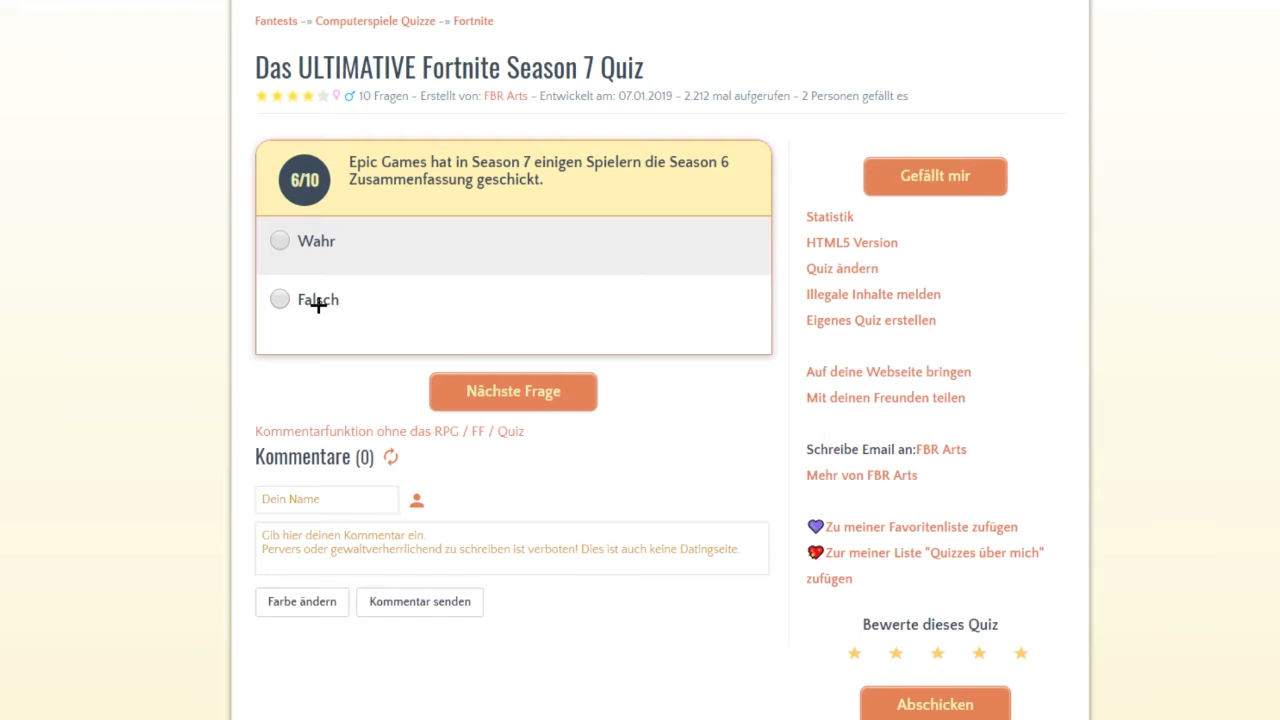 Fantests -» Computerspiele Quizze -» Fortnite
Das ULTIMATIVE Fortnite Season 7 Quiz
10 Fragen - Erstellt von: FBR Arts - Entwickelt am: 07.01.2019 - 2.212 mal aufgerufen - 2 Personen gefällt es
6/10
Epic Games hat in Season 7 einigen Spielern die Season 6
Zusammenfassung geschickt.
Wahr
Falsch
Nächste Frage
Kommentarfunktion ohne das RPG / FF / Quiz
Kommentare (0)
Dein Name
Gib hier deinen Kommentar ein.
Pervers oder gewaltverherrlichend zu schreiben ist verboten! Dies ist auch keine Datingseite.
Farbe ändern
Kommentar senden
Gefällt mir
Statistik
HTML5 Version
Quiz ändern
Illegale Inhalte melden
Eigenes Quiz erstellen
Auf deine Webseite bringen
Mit deinen Freunden teilen
Schreibe Email an:FBR Arts
Mehr von FBR Arts
Zu meiner Favoritenliste zufügen
Zur meiner Liste "Quizzes über mich"
zufügen
Bewerte dieses Quiz
Abschicken